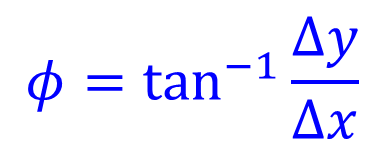 ϕ = tan⁻¹ Δy/Δx